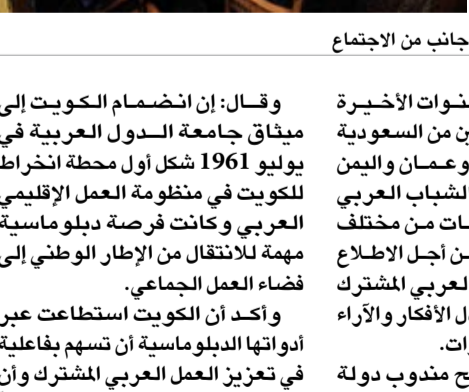 جانب من الاجتماع
نوات الأخيرة
ن من السعودية
وعمان واليمن
لشباب العربي
ات من مختلف
ن أجل الاطلاع
لعربي المشترك
ل الأفكار والآراء
ات.
ح مندوب دولة
وقال: إن انضمام الكويت إلى
ميثاق جامعة الدول العربية في
يوليو 1961 شكل أول محطة انخراط
للكويت في منظومة العمل الإقليمي
العربي وكانت فرصة دبلوماسية
مهمة للانتقال من الإطار الوطني إلى
فضاء العمل الجماعي.
وأكد أن الكويت استطاعت عبر
أدواتها الدبلوماسية أن تسهم بفاعلية
في تعزيز العمل العربي المشترك وأن